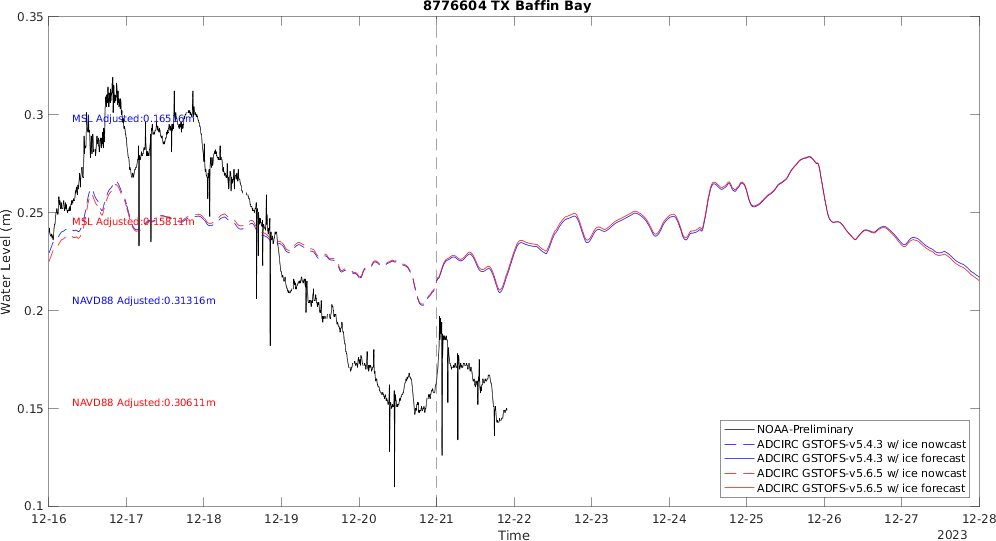 8776604 TX Baffin Bay
0.35
0.3
0.25
0.2
0.15
0.1
Water Level (m)
MSL Adjusted:0.16516m
MSL Adjusted:0.15811m
NAVD88 Adjusted:0.31316m
NAVD88 Adjusted:0.30611m
NOAA-Preliminary
ADCIRC GSTOFS-v5.4.3 w/ ice nowcast
ADCIRC GSTOFS-v5.4.3 w/ ice forecast
ADCIRC GSTOFS-v5.6.5 w/ ice nowcast
ADCIRC GSTOFS-v5.6.5 w/ ice forecast
12-16 12-17 12-18 12-19 12-20 12-21 12-22 12-23 12-24 12-25 12-26 12-27 12-28
Time
2023